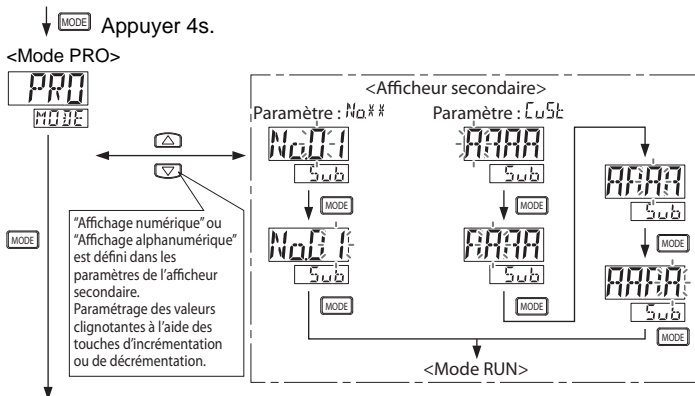 MODE Appuyer 4s.
<Mode PRO>
PRO
MODE
MODE
"Affichage numérique" ou
"Affichage alphanumérique"
est défini dans les
paramètres de l'afficheur
secondaire.
Paramétrage des valeurs
clignotantes à l'aide des
touches d'incrémentation
ou de décrémentation.
<Afficheur secondaire>
Paramètre : No.**
No.01
Sub
MODE
No.01
Sub
MODE
Paramètre : CuSt
AAAA
Sub
MODE
AAAA
Sub
MODE
AAAA
Sub
MODE
AAAA
Sub
MODE
<Mode RUN>